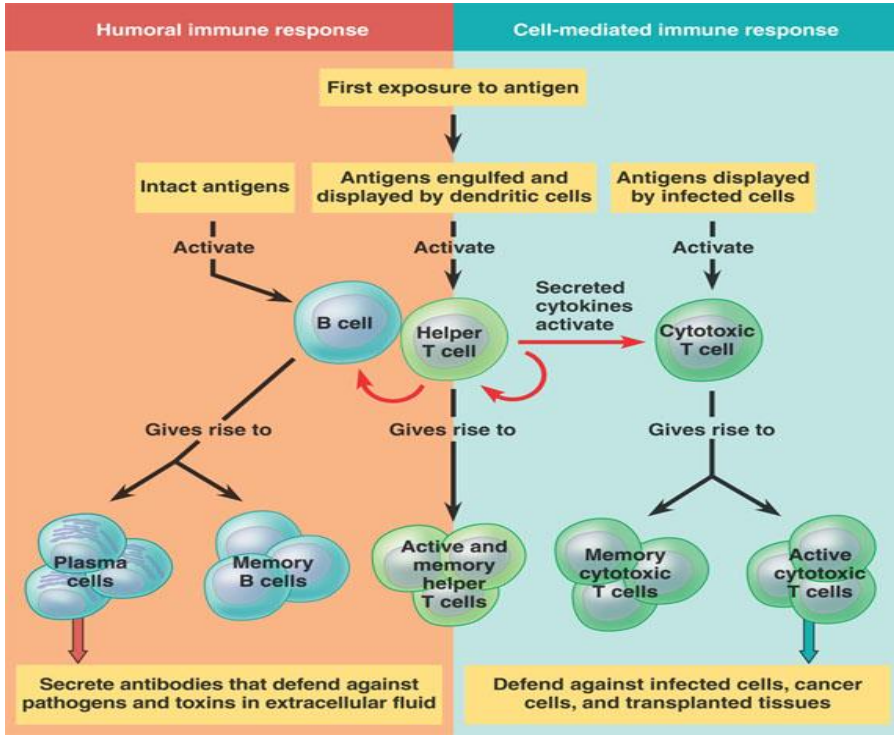 Humoral immune response
Cell-mediated immune response
First exposure to antigen
Intact antigens
Antigens engulfed and
displayed by dendritic cells
Antigens displayed
by infected cells
Activate
Activate
Activate
Secreted
cytokines
activate
B cell
Helper
T cell
Cytotoxic
T cell
Gives rise to
Gives rise to
Gives rise to
Plasma
cells
Memory
B cells
Active and
memory
helper
T cells
Memory
cytotoxic
T cells
Active
cytotoxic
T cells
Secrete antibodies that defend against
pathogens and toxins in extracellular fluid
Defend against infected cells, cancer
cells, and transplanted tissues